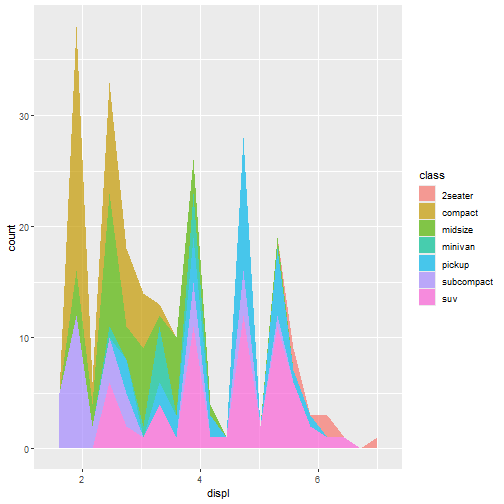 30
20
10
0
count
2
4
6
displ
class
2seater
compact
midsize
minivan
pickup
subcompact
suv